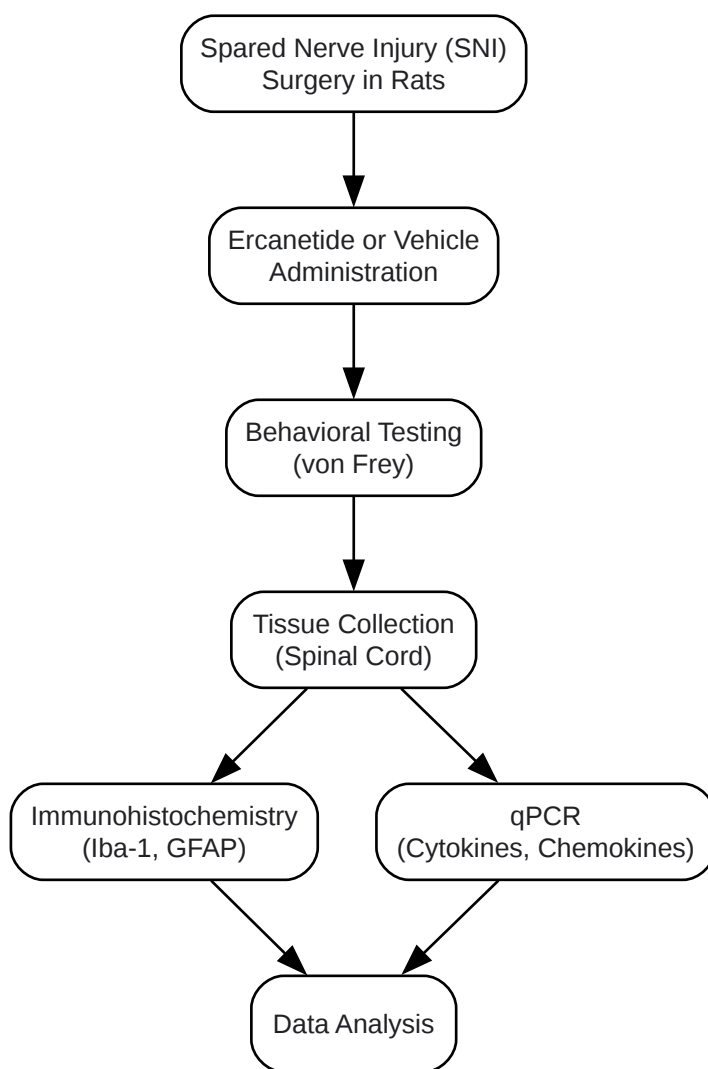 Spared Nerve Injury (SNI)
Surgery in Rats
Ercanetide or Vehicle
Administration
Behavioral Testing
(von Frey)
Tissue Collection
(Spinal Cord)
Immunohistochemistry
(Iba-1, GFAP)
qPCR
(Cytokines, Chemokines)
Data Analysis